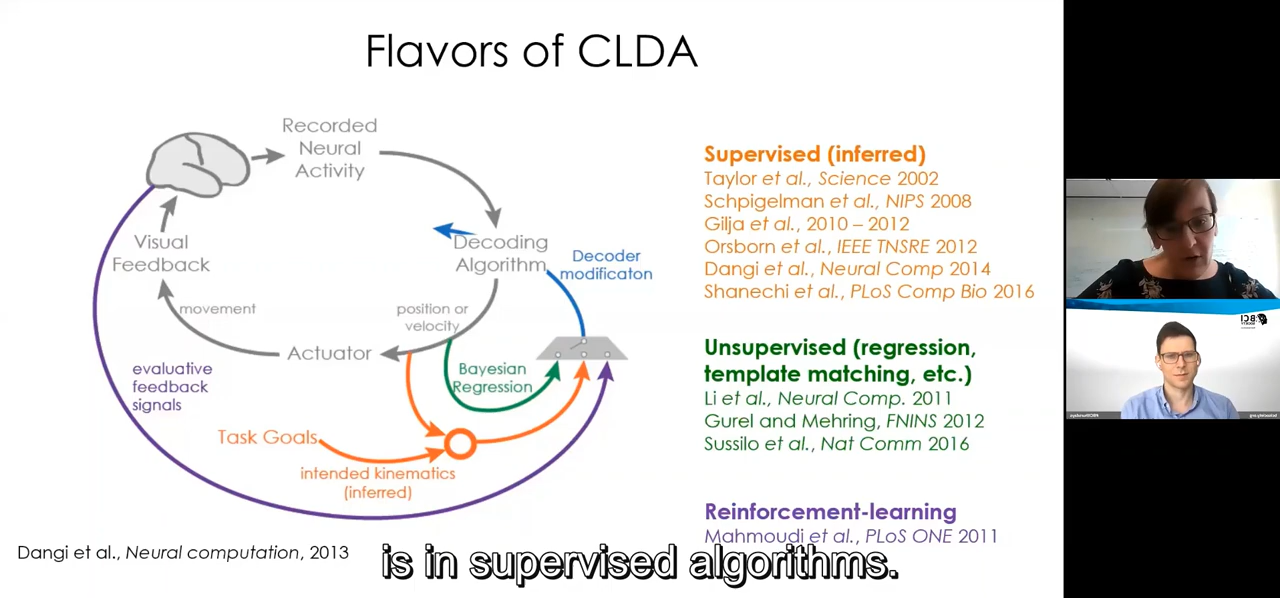 Flavors of CLDA
Recorded
Neural
Activity
Visual
Feedback
Decoding
Algorithm
Decoder
modificaton
movement
position or
velocity
Actuator
evaluative
feedback
signals
Bayesian
Regression
Task Goals
intended kinematics
(inferred)
Dangi et al., Neural computation, 2013
Supervised (inferred)
Taylor et al., Science 2002
Schpigelman et al., NIPS 2008
Gilja et al., 2010 – 2012
Orsborn et al., IEEE TNSRE 2012
Dangi et al., Neural Comp 2014
Shanechi et al., PLoS Comp Bio 2016
Unsupervised (regression,
template matching, etc.)
Li et al., Neural Comp. 2011
Gurel and Mehring, FNINS 2012
Sussilo et al., Nat Comm 2016
Reinforcement-learning
Mahmoudi et al., PLoS ONE 2011
is in supervised algorithms.
BCI